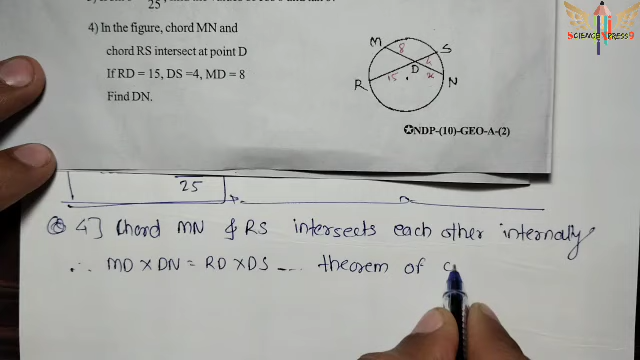 25
4) In the figure, chord MN and
chord RS intersect at point D
If RD = 15, DS =4, MD = 8
Find DN.
M
8
S
4
D
15
x
R
N
✪NDP-(10)-GEO-A-(2)
SCIENCEXPRESS9
25
4] Chord MN & RS intersects each other internally
∴ MD × DN = RD × DS --- theorem of c